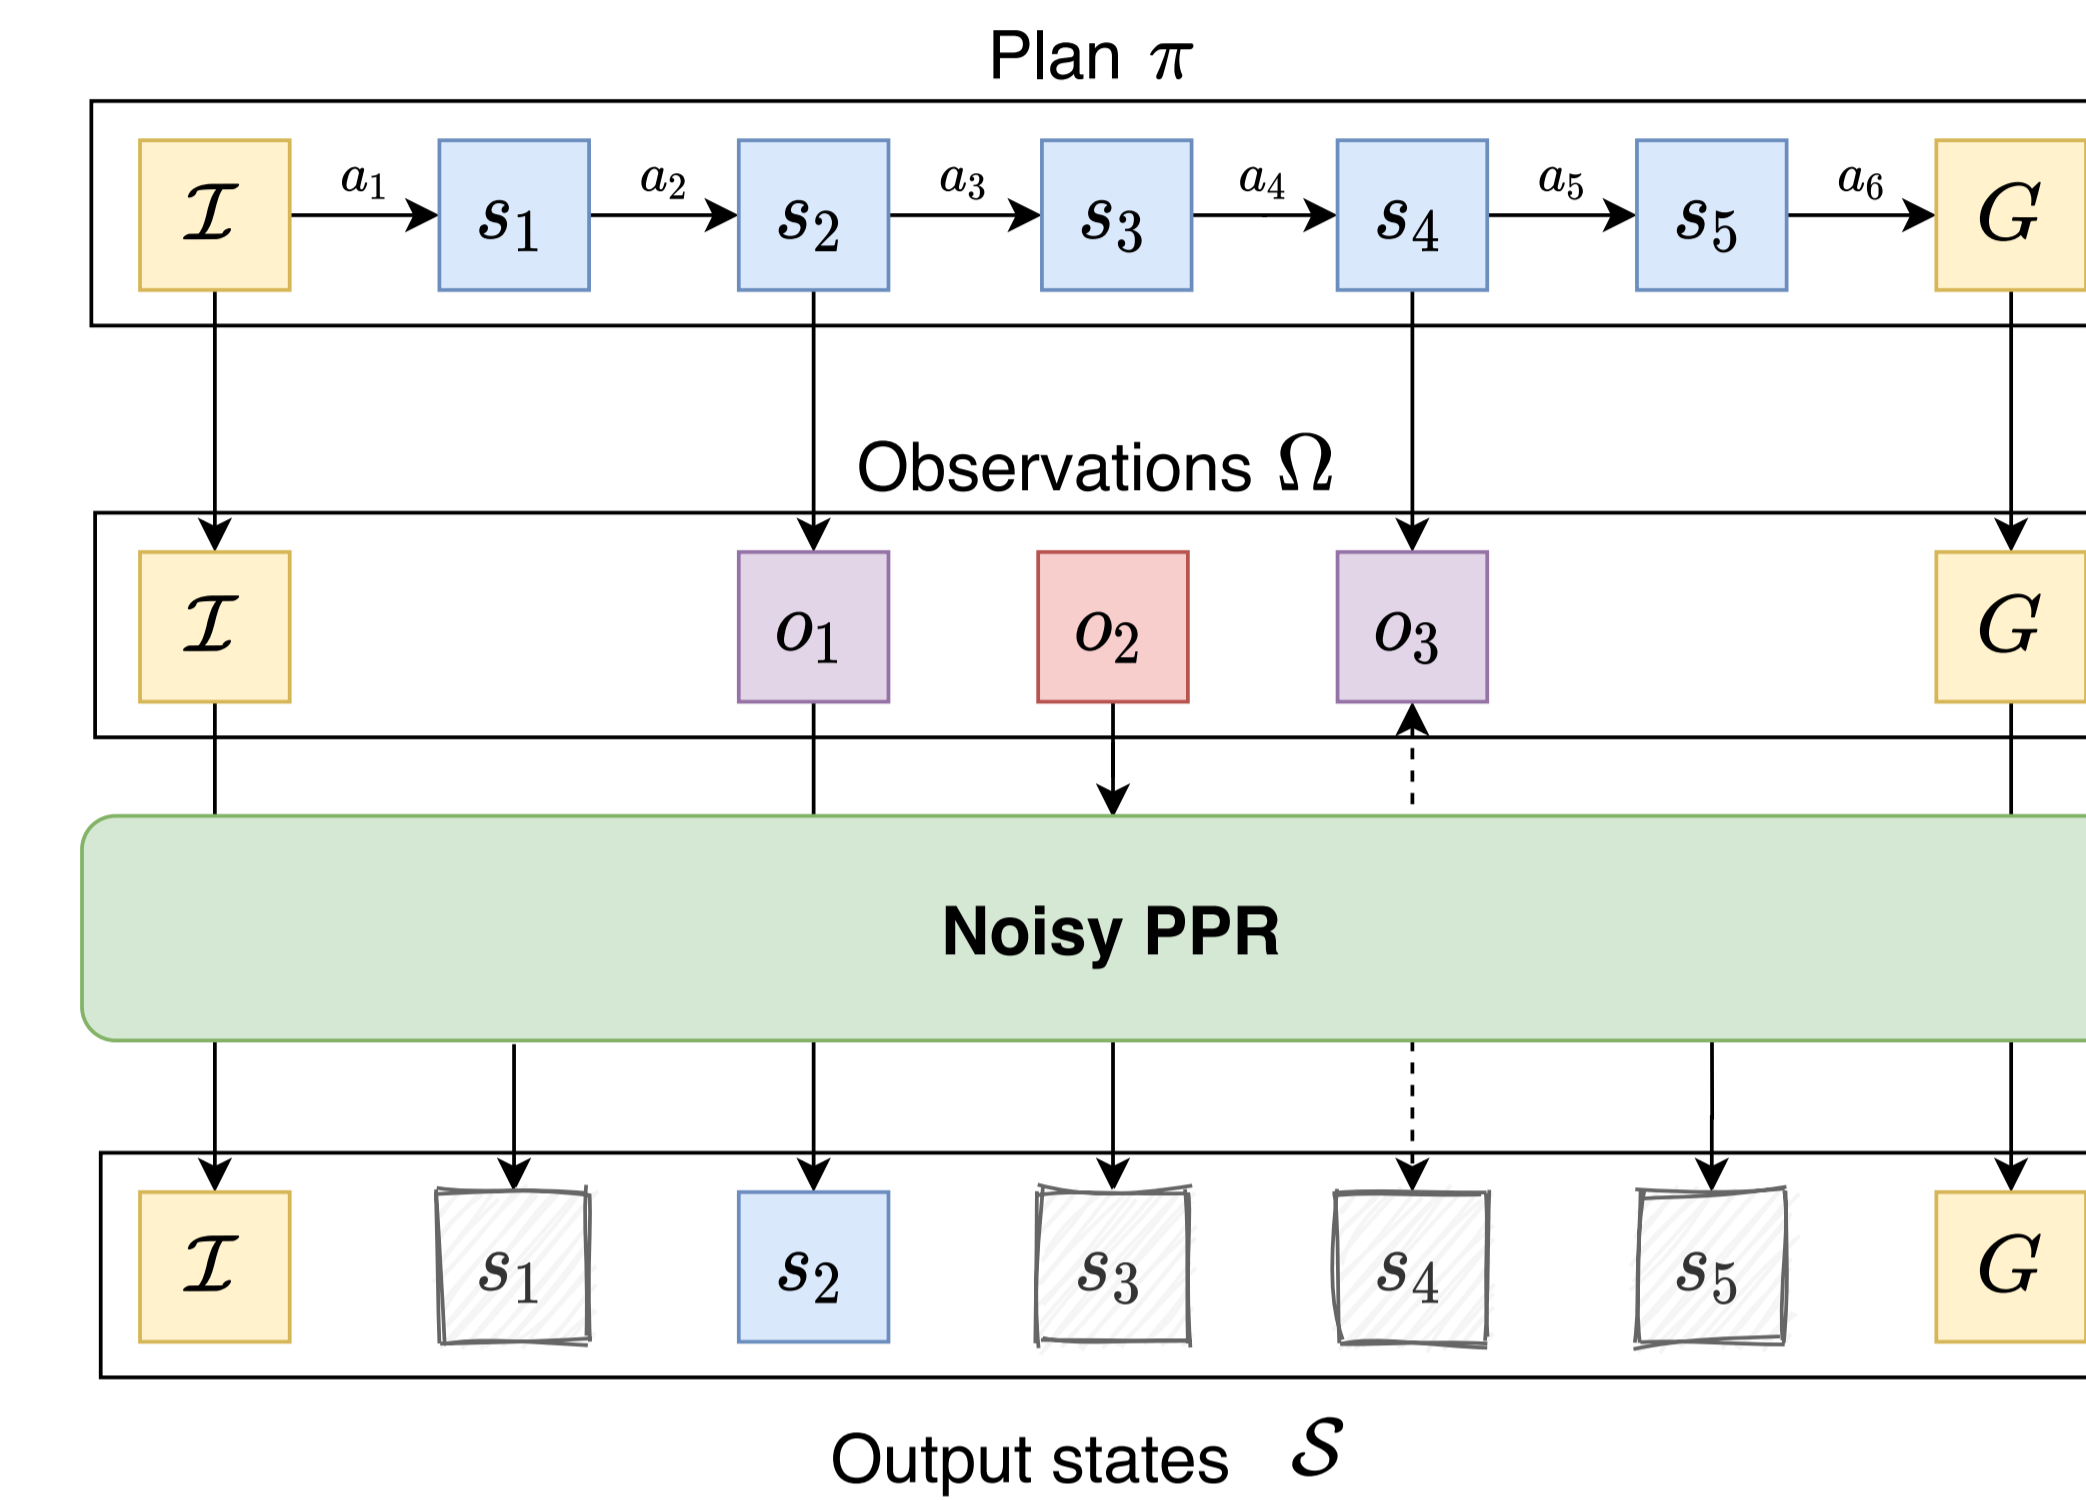 Plan π
a₁ a₂ a₃ a₄ a₅ a₆
ℐ s₁ s₂ s₃ s₄ s₅ G
Observations Ω
ℐ o₁ o₂ o₃ G
Noisy PPR
ℐ s₁ s₂ s₃ s₄ s₅ G
Output states 𝒮